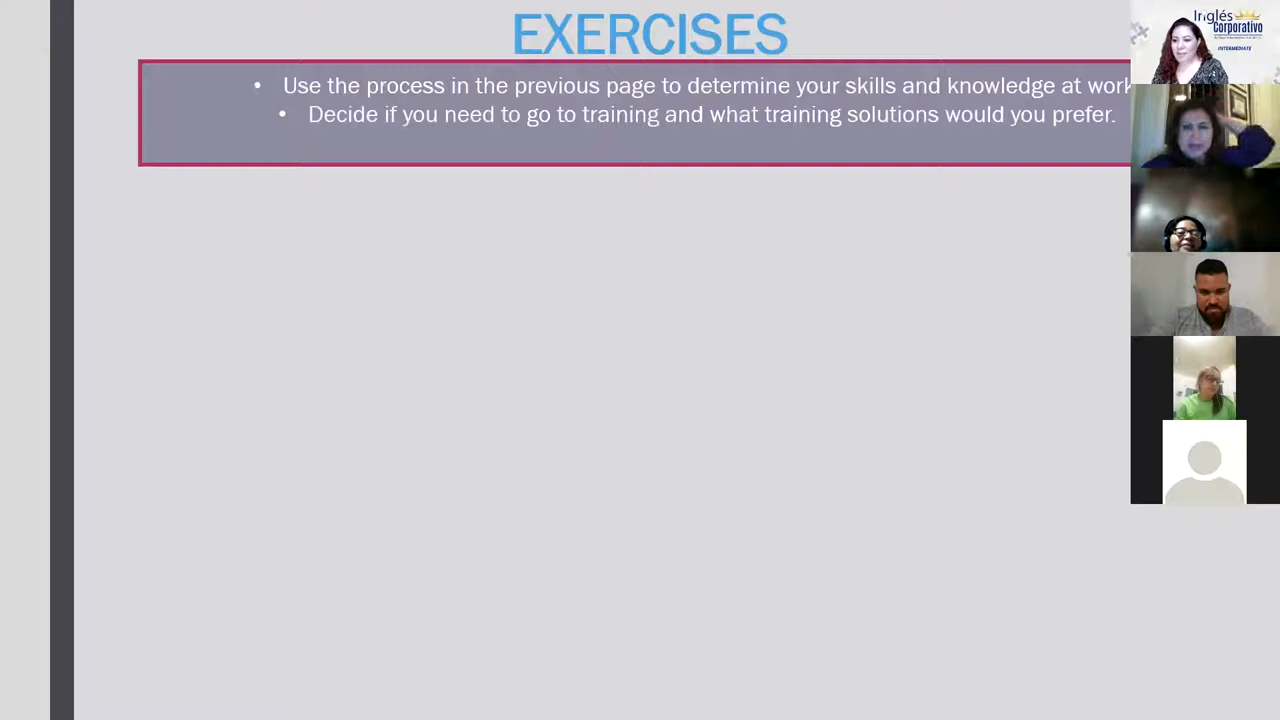 EXERCISES
• Use the process in the previous page to determine your skills and knowledge at work
• Decide if you need to go to training and what training solutions would you prefer.
Inglés
Corporativo
INTERMEDIATE